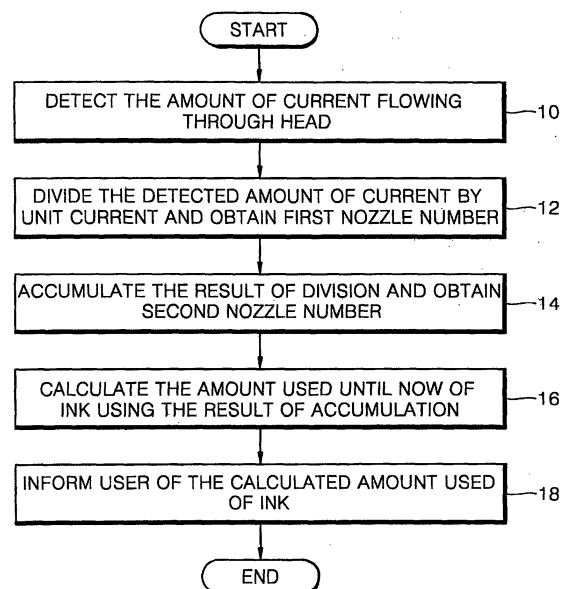 START
DETECT THE AMOUNT OF CURRENT FLOWING
THROUGH HEAD
10
DIVIDE THE DETECTED AMOUNT OF CURRENT BY
UNIT CURRENT AND OBTAIN FIRST NOZZLE NUMBER
12
ACCUMULATE THE RESULT OF DIVISION AND OBTAIN
SECOND NOZZLE NUMBER
14
CALCULATE THE AMOUNT USED UNTIL NOW OF
INK USING THE RESULT OF ACCUMULATION
16
INFORM USER OF THE CALCULATED AMOUNT USED
OF INK
18
END